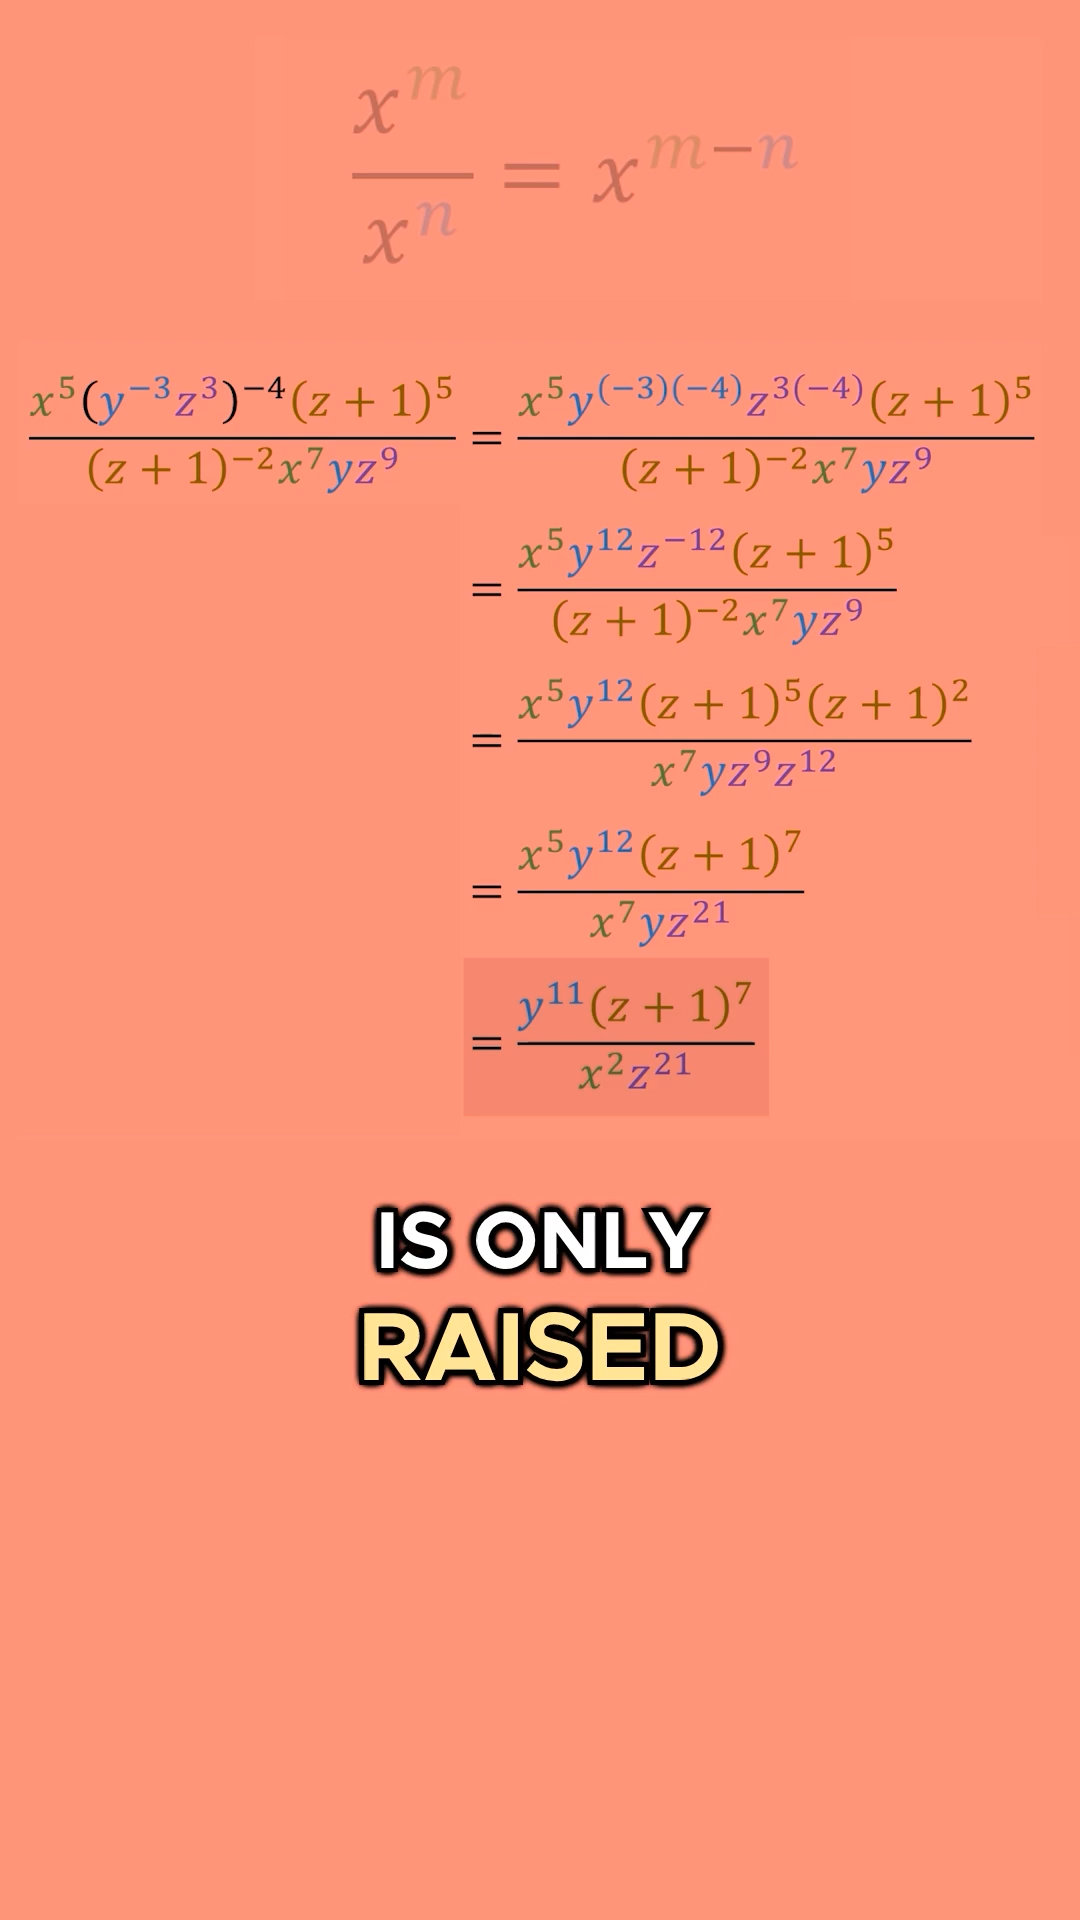 x^m / x^n = x^{m−n}
x^5(y^{−3}z^3)^{−4}(z + 1)^5 / (z + 1)^{−2}x^7yz^9 = x^5y^{(−3)(−4)}z^{3(−4)}(z + 1)^5 / (z + 1)^{−2}x^7yz^9
= x^5y^{12}z^{−12}(z + 1)^5 / (z + 1)^{−2}x^7yz^9
= x^5y^{12}(z + 1)^5(z + 1)^2 / x^7yz^9z^{12}
= x^5y^{12}(z + 1)^7 / x^7yz^{21}
= y^{11}(z + 1)^7 / x^2z^{21}
IS ONLY
RAISED